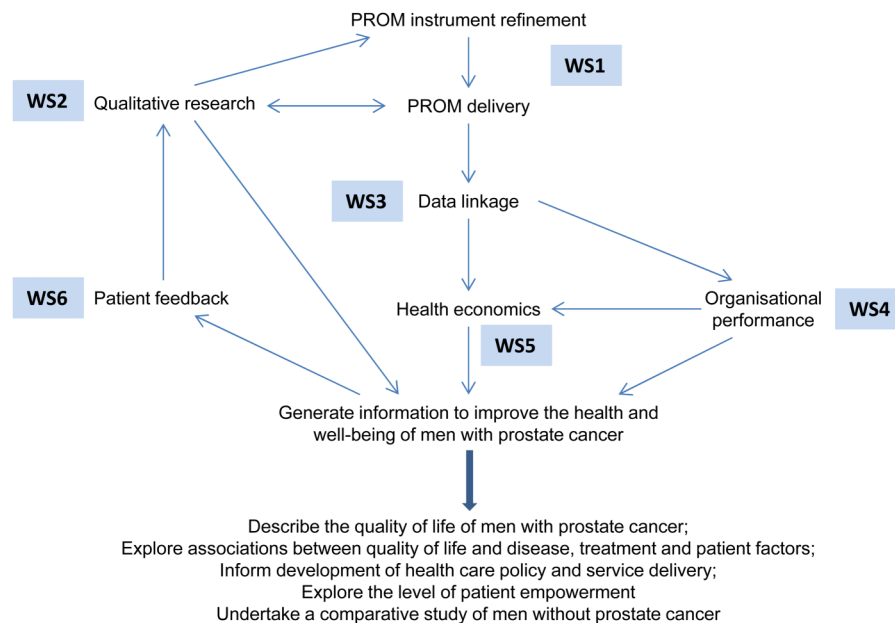 PROM instrument refinement
WS1
WS2
Qualitative research
PROM delivery
WS3
Data linkage
WS6
Patient feedback
Health economics
Organisational
performance
WS4
WS5
Generate information to improve the health and
well-being of men with prostate cancer
Describe the quality of life of men with prostate cancer;
Explore associations between quality of life and disease, treatment and patient factors;
Inform development of health care policy and service delivery;
Explore the level of patient empowerment
Undertake a comparative study of men without prostate cancer